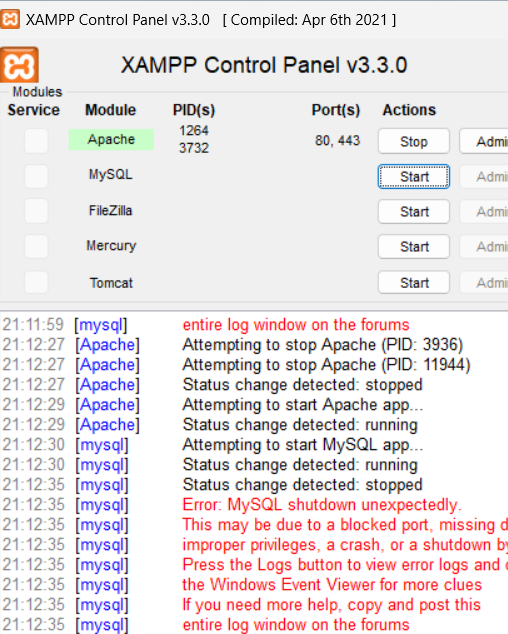 XAMPP Control Panel v3.3.0 [ Compiled: Apr 6th 2021 ]
XAMPP Control Panel v3.3.0
Modules
Service Module PID(s) Port(s) Actions
Apache 1264 3732 80, 443 Stop Admi
MySQL Start Admi
FileZilla Start Admi
Mercury Start Admi
Tomcat Start Admi
21:11:59 [mysql] entire log window on the forums
21:12:27 [Apache] Attempting to stop Apache (PID: 3936)
21:12:27 [Apache] Attempting to stop Apache (PID: 11944)
21:12:27 [Apache] Status change detected: stopped
21:12:29 [Apache] Attempting to start Apache app...
21:12:29 [Apache] Status change detected: running
21:12:30 [mysql] Attempting to start MySQL app...
21:12:30 [mysql] Status change detected: running
21:12:35 [mysql] Status change detected: stopped
21:12:35 [mysql] Error: MySQL shutdown unexpectedly.
21:12:35 [mysql] This may be due to a blocked port, missing d
21:12:35 [mysql] improper privileges, a crash, or a shutdown by
21:12:35 [mysql] Press the Logs button to view error logs and
21:12:35 [mysql] the Windows Event Viewer for more clues
21:12:35 [mysql] If you need more help, copy and post this
21:12:35 [mysql] entire log window on the forums